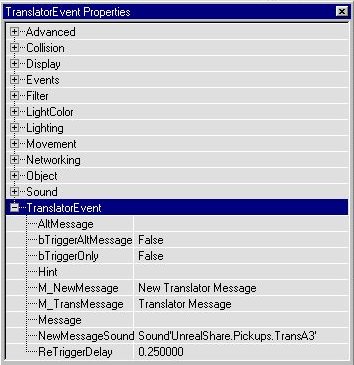 TranslatorEvent Properties
Advanced
Collision
Display
Events
Filter
LightColor
Lighting
Movement
Networking
Object
Sound
TranslatorEvent
AltMessage
bTriggerAltMessage False
bTriggerOnly False
Hint
M_NewMessage New Translator Message
M_TransMessage Translator Message
Message
NewMessageSound Sound'UnrealShare.Pickups.TransA3'
ReTriggerDelay 0.250000